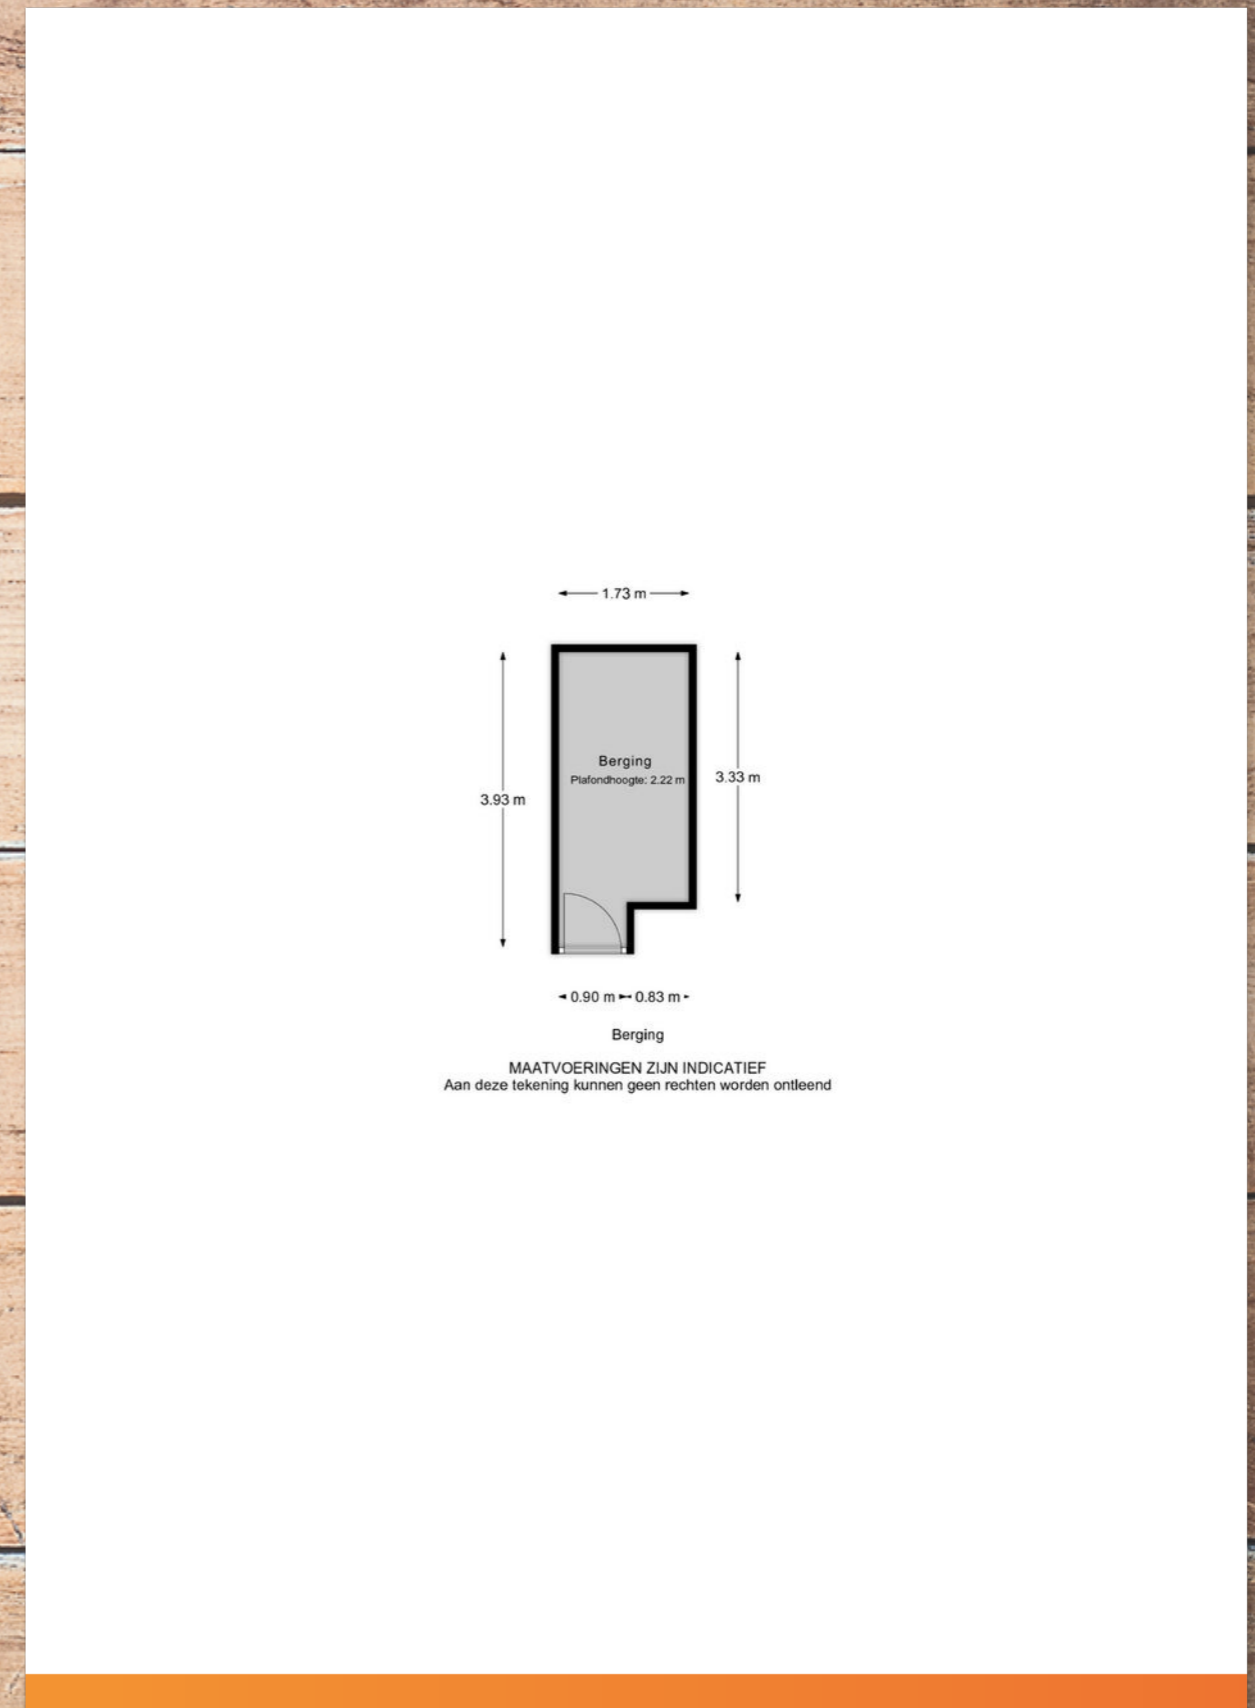 1.73 m
Berging
Plafondhoogte: 2.22 m
3.33 m
3.93 m
0.90 m 0.83 m
Berging
MAATVOERINGEN ZIJN INDICATIEF
Aan deze tekening kunnen geen rechten worden ontleend